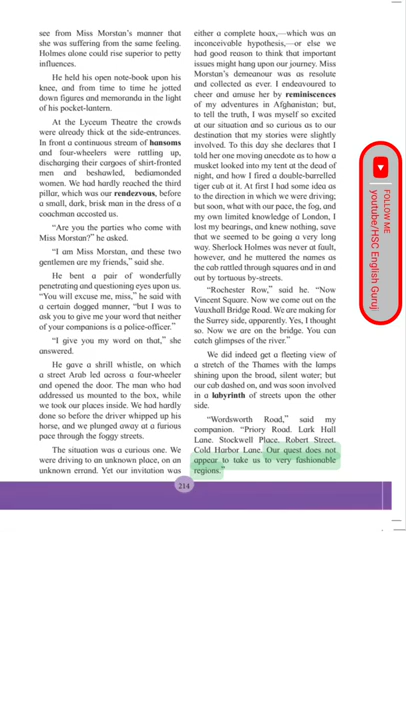 see from Miss Morstan's manner that
she was suffering from the same feeling.
Holmes alone could rise superior to petty
influences.
He held his open note-book upon his
knee, and from time to time he jotted
down figures and memoranda in the light
of his pocket-lantern.
At the Lyceum Theatre the crowds
were already thick at the side-entrances.
In front a continuous stream of hansoms
and four-wheelers were rattling up,
discharging their cargoes of shirt-fronted
men and beshawled, bediamonded
women. We had hardly reached the third
pillar, which was our rendezvous, before
a small, dark, brisk man in the dress of a
coachman accosted us.
"Are you the parties who come with
Miss Morstan?" he asked.
"I am Miss Morstan, and these two
gentlemen are my friends," said she.
He bent a pair of wonderfully
penetrating and questioning eyes upon us.
"You will excuse me, miss," he said with
a certain dogged manner, "but I was to
ask you to give me your word that neither
of your companions is a police-officer."
"I give you my word on that," she
answered.
He gave a shrill whistle, on which
a street Arab led across a four-wheeler
and opened the door. The man who had
addressed us mounted to the box, while
we took our places inside. We had hardly
done so before the driver whipped up his
horse, and we plunged away at a furious
pace through the foggy streets.
The situation was a curious one. We
were driving to an unknown place, on an
unknown errand. Yet our invitation was
either a complete hoax,—which was an
inconceivable hypothesis,—or else we
had good reason to think that important
issues might hang upon our journey. Miss
Morstan's demeanour was as resolute
and collected as ever. I endeavoured to
cheer and amuse her by reminiscences
of my adventures in Afghanistan; but,
to tell the truth, I was myself so excited
at our situation and so curious as to our
destination that my stories were slightly
involved. To this day she declares that I
told her one moving anecdote as to how a
musket looked into my tent at the dead of
night, and how I fired a double-barrelled
tiger cub at it. At first I had some idea as
to the direction in which we were driving;
but soon, what with our pace, the fog, and
my own limited knowledge of London, I
lost my bearings, and knew nothing, save
that we seemed to be going a very long
way. Sherlock Holmes was never at fault,
however, and he muttered the names as
the cab rattled through squares and in and
out by tortuous by-streets.
"Rochester Row," said he. "Now
Vincent Square. Now we come out on the
Vauxhall Bridge Road. We are making for
the Surrey side, apparently. Yes, I thought
so. Now we are on the bridge. You can
catch glimpses of the river."
We did indeed get a fleeting view of
a stretch of the Thames with the lamps
shining upon the broad, silent water; but
our cab dashed on, and was soon involved
in a labyrinth of streets upon the other
side.
"Wordsworth Road," said my
companion. "Priory Road. Lark Hall
Lane. Stockwell Place. Robert Street.
Cold Harbor Lane. Our quest does not
appear to take us to very fashionable
regions."
214
FOLLOW ME
youtube/HSC English Guruji